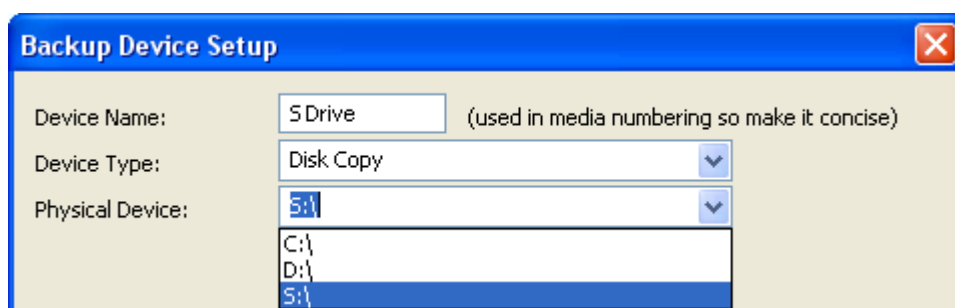 Backup Device Setup
Device Name: S Drive (used in media numbering so make it concise)
Device Type: Disk Copy
Physical Device: S:\
C:\
D:\
S:\